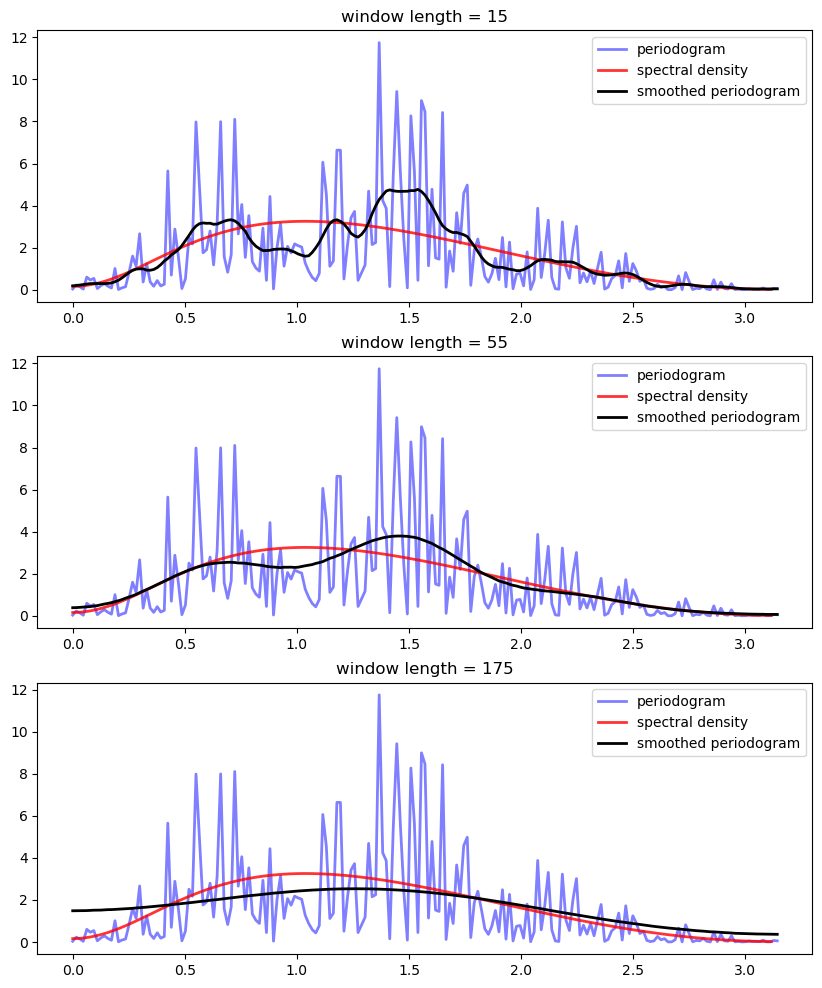 window length = 15
12
10
8
6
4
2
0
periodogram
spectral density
smoothed periodogram
0.0 0.5 1.0 1.5 2.0 2.5 3.0
window length = 55
12
10
8
6
4
2
0
periodogram
spectral density
smoothed periodogram
0.0 0.5 1.0 1.5 2.0 2.5 3.0
window length = 175
12
10
8
6
4
2
0
periodogram
spectral density
smoothed periodogram
0.0 0.5 1.0 1.5 2.0 2.5 3.0